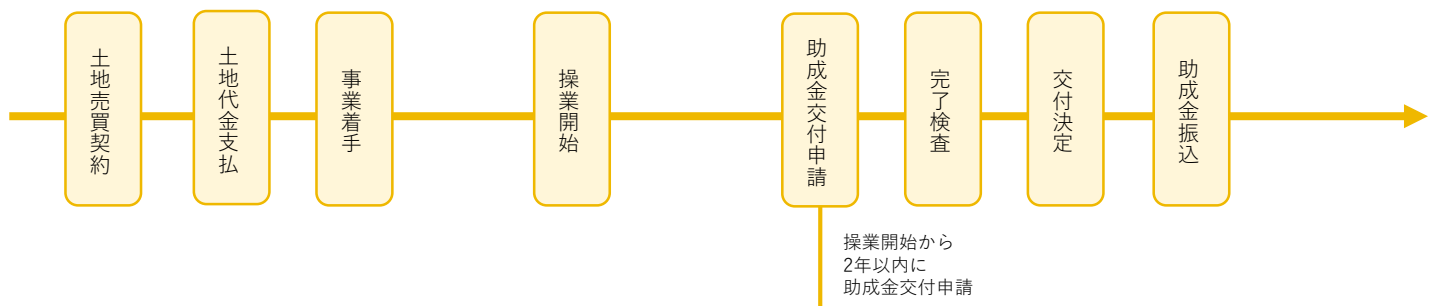 土地売買契約
土地代金支払
事業着手
操業開始
助成金交付申請
完了検査
交付決定
助成金振込
操業開始から
2年以内に
助成金交付申請